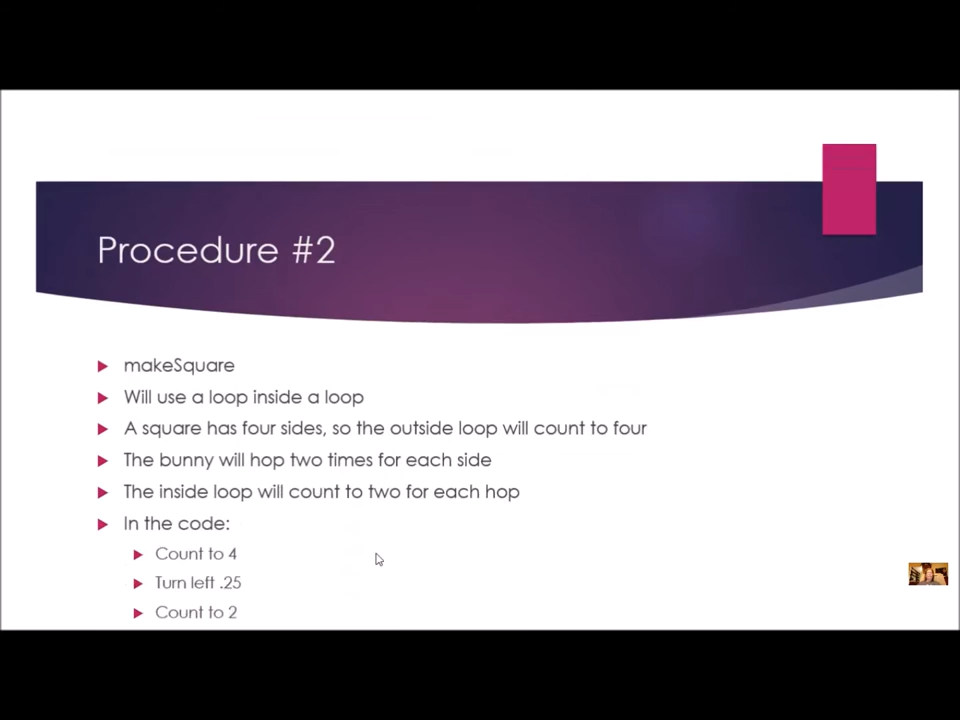 Procedure #2
makeSquare
Will use a loop inside a loop
A square has four sides, so the outside loop will count to four
The bunny will hop two times for each side
The inside loop will count to two for each hop
In the code:
Count to 4
Turn left .25
Count to 2